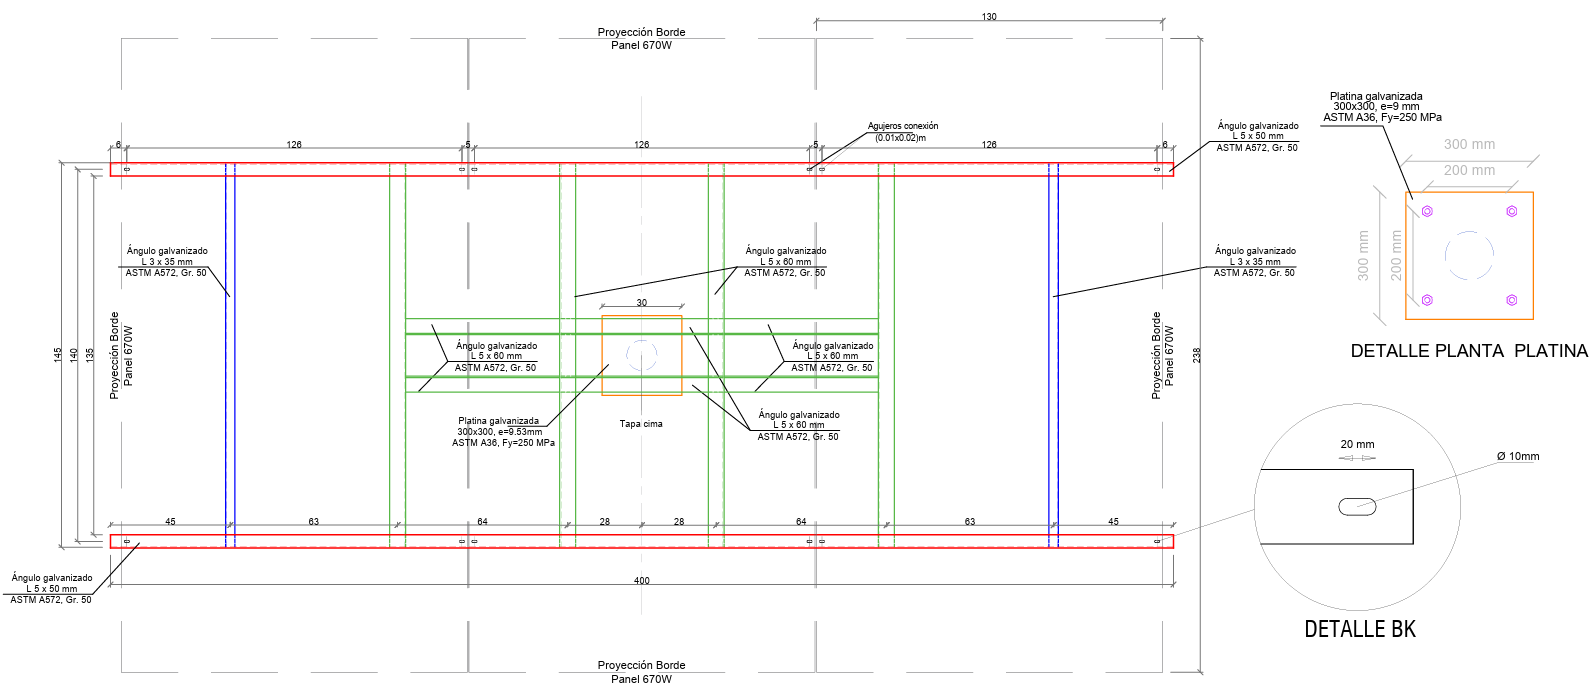 130
Proyección Borde
Panel 670W
Platina galvanizada
300x300, e=9 mm
ASTM A36, Fy=250 MPa
Agujeros conexión
(0.01x0.02)m
Ángulo galvanizado
L 5 x 50 mm
ASTM A572, Gr. 50
6
126
5
126
5
126
6
300 mm
200 mm
300 mm
200 mm
DETALLE PLANTA PLATINA
Ángulo galvanizado
L 3 x 35 mm
ASTM A572, Gr. 50
Ángulo galvanizado
L 5 x 60 mm
ASTM A572, Gr. 50
Ángulo galvanizado
L 3 x 35 mm
ASTM A572, Gr. 50
30
145
140
135
Proyección Borde
Panel 670W
Ángulo galvanizado
L 5 x 60 mm
ASTM A572, Gr. 50
Ángulo galvanizado
L 5 x 60 mm
ASTM A572, Gr. 50
Proyección Borde
Panel 670W
238
Platina galvanizada
300x300, e=9.53mm
ASTM A36, Fy=250 MPa
Tapa cima
Ángulo galvanizado
L 5 x 60 mm
ASTM A572, Gr. 50
20 mm
Ø 10mm
45
63
64
28
28
64
63
45
Ángulo galvanizado
L 5 x 50 mm
ASTM A572, Gr. 50
400
DETALLE BK
Proyección Borde
Panel 670W